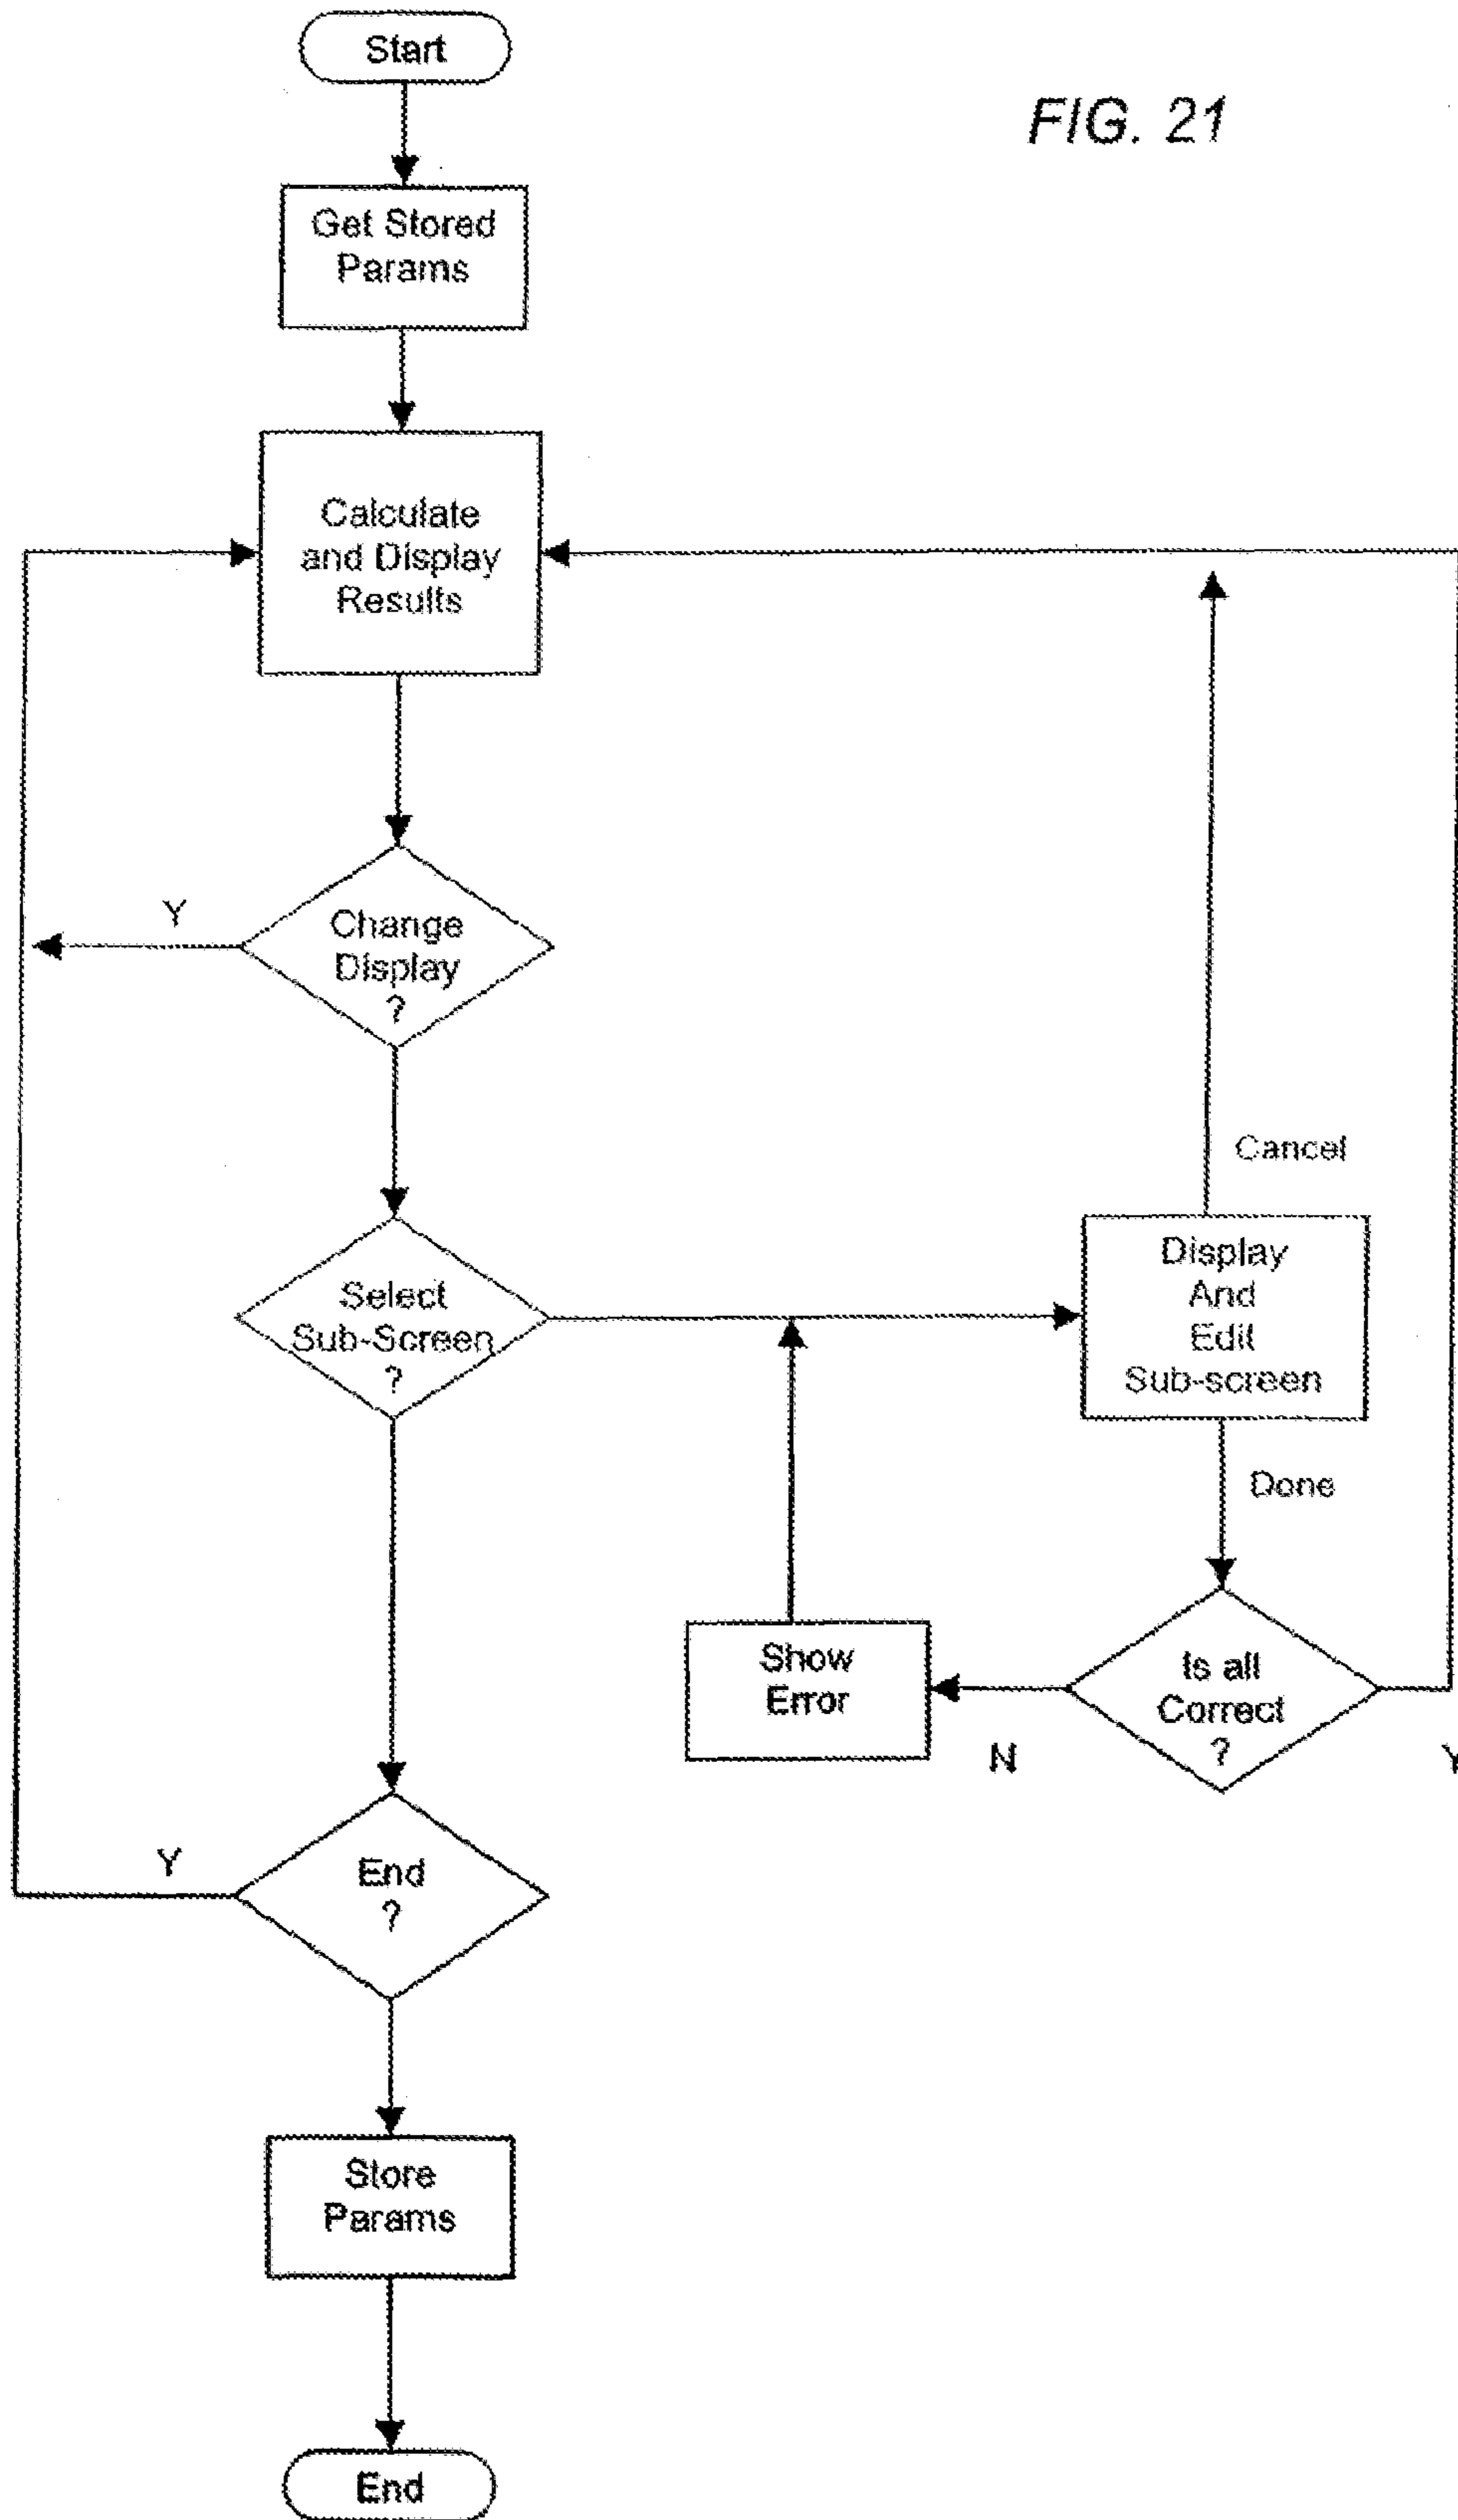 Start
FIG. 21
Get Stored
Params
Calculate
and Display
Results
Y
Change
Display
?
Cancel
Select
Sub-Screen
?
Display
And
Edit
Sub-screen
Done
Show
Error
Is all
Correct
?
N
Y
Y
End
?
Store
Params
End